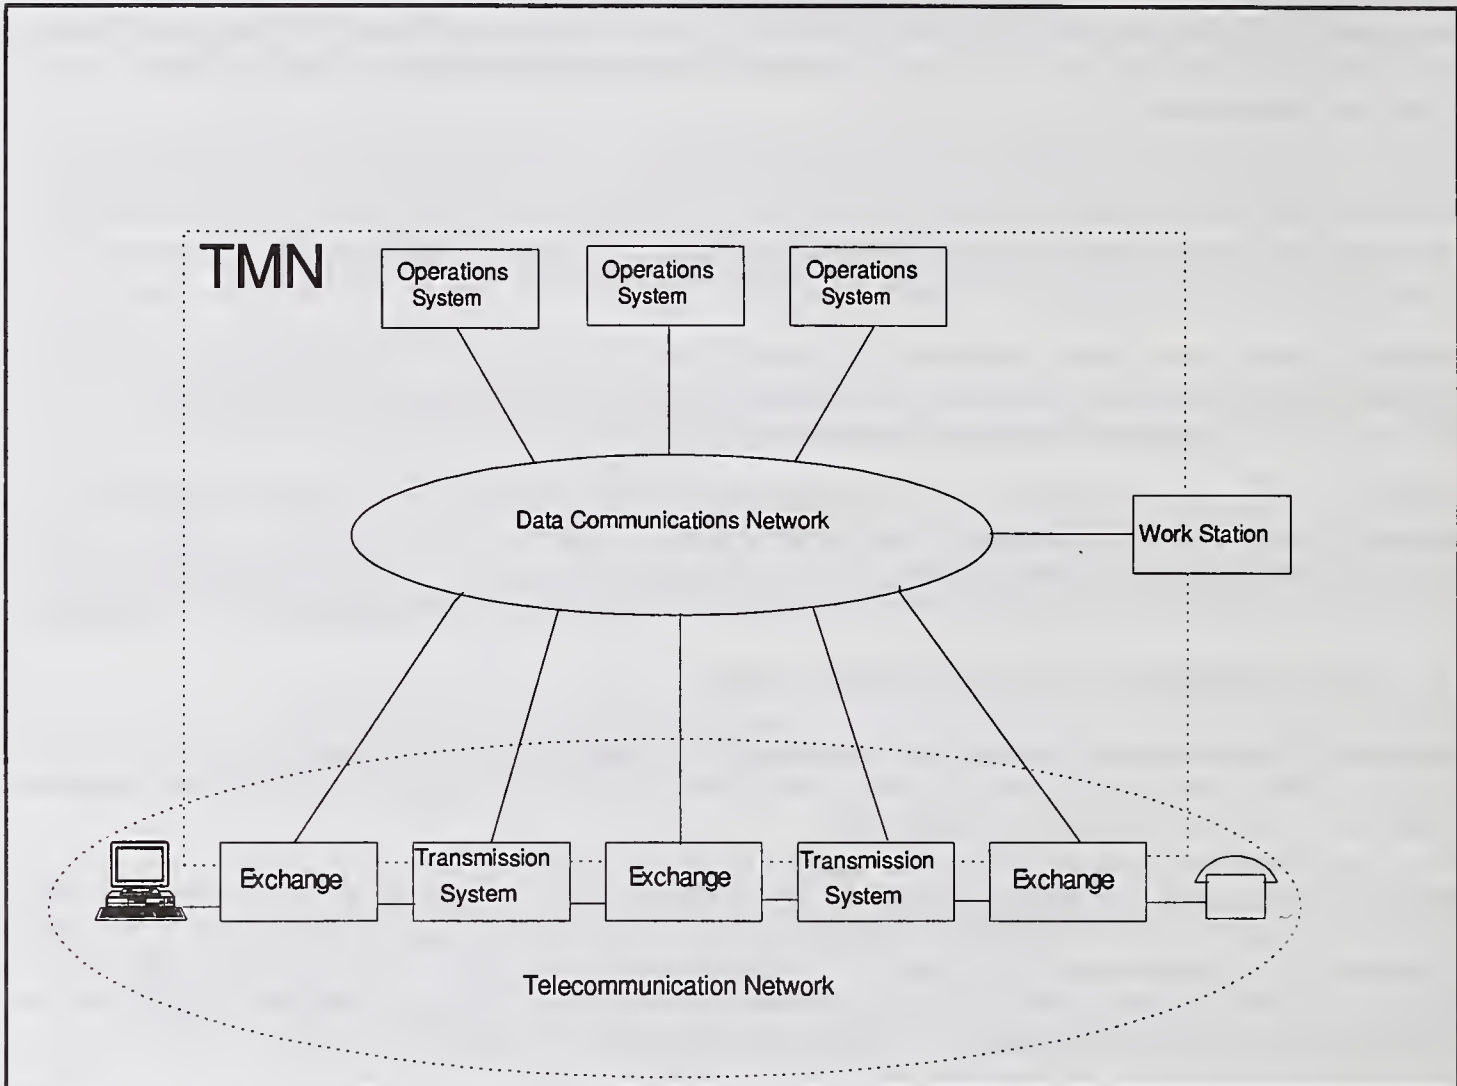 TMN
Operations
System
Operations
System
Operations
System
Data Communications Network
Work Station
Exchange
Transmission
System
Exchange
Transmission
System
Exchange
Telecommunication Network